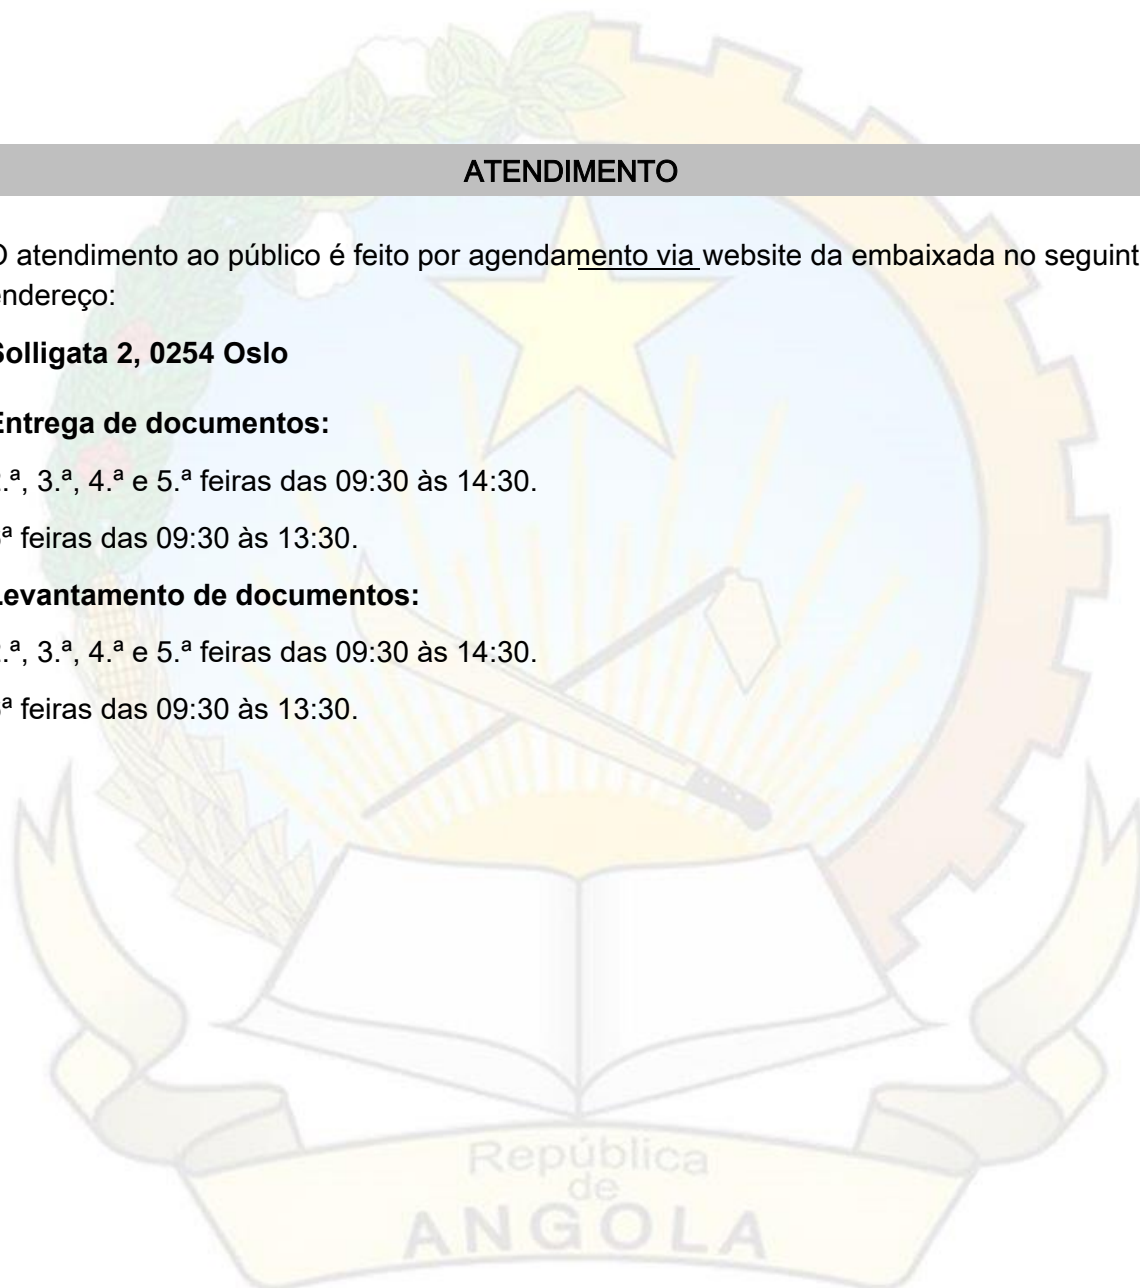 ATENDIMENTO
O atendimento ao público é feito por agendamento via website da embaixada no seguint
endereço:
Solligata 2, 0254 Oslo
Entrega de documentos:
.ª, 3.ª, 4.ª e 5.ª feiras das 09:30 às 14:30.
ª feiras das 09:30 às 13:30.
Levantamento de documentos:
.ª, 3.ª, 4.ª e 5.ª feiras das 09:30 às 14:30.
ª feiras das 09:30 às 13:30.
República
de
ANGOLA